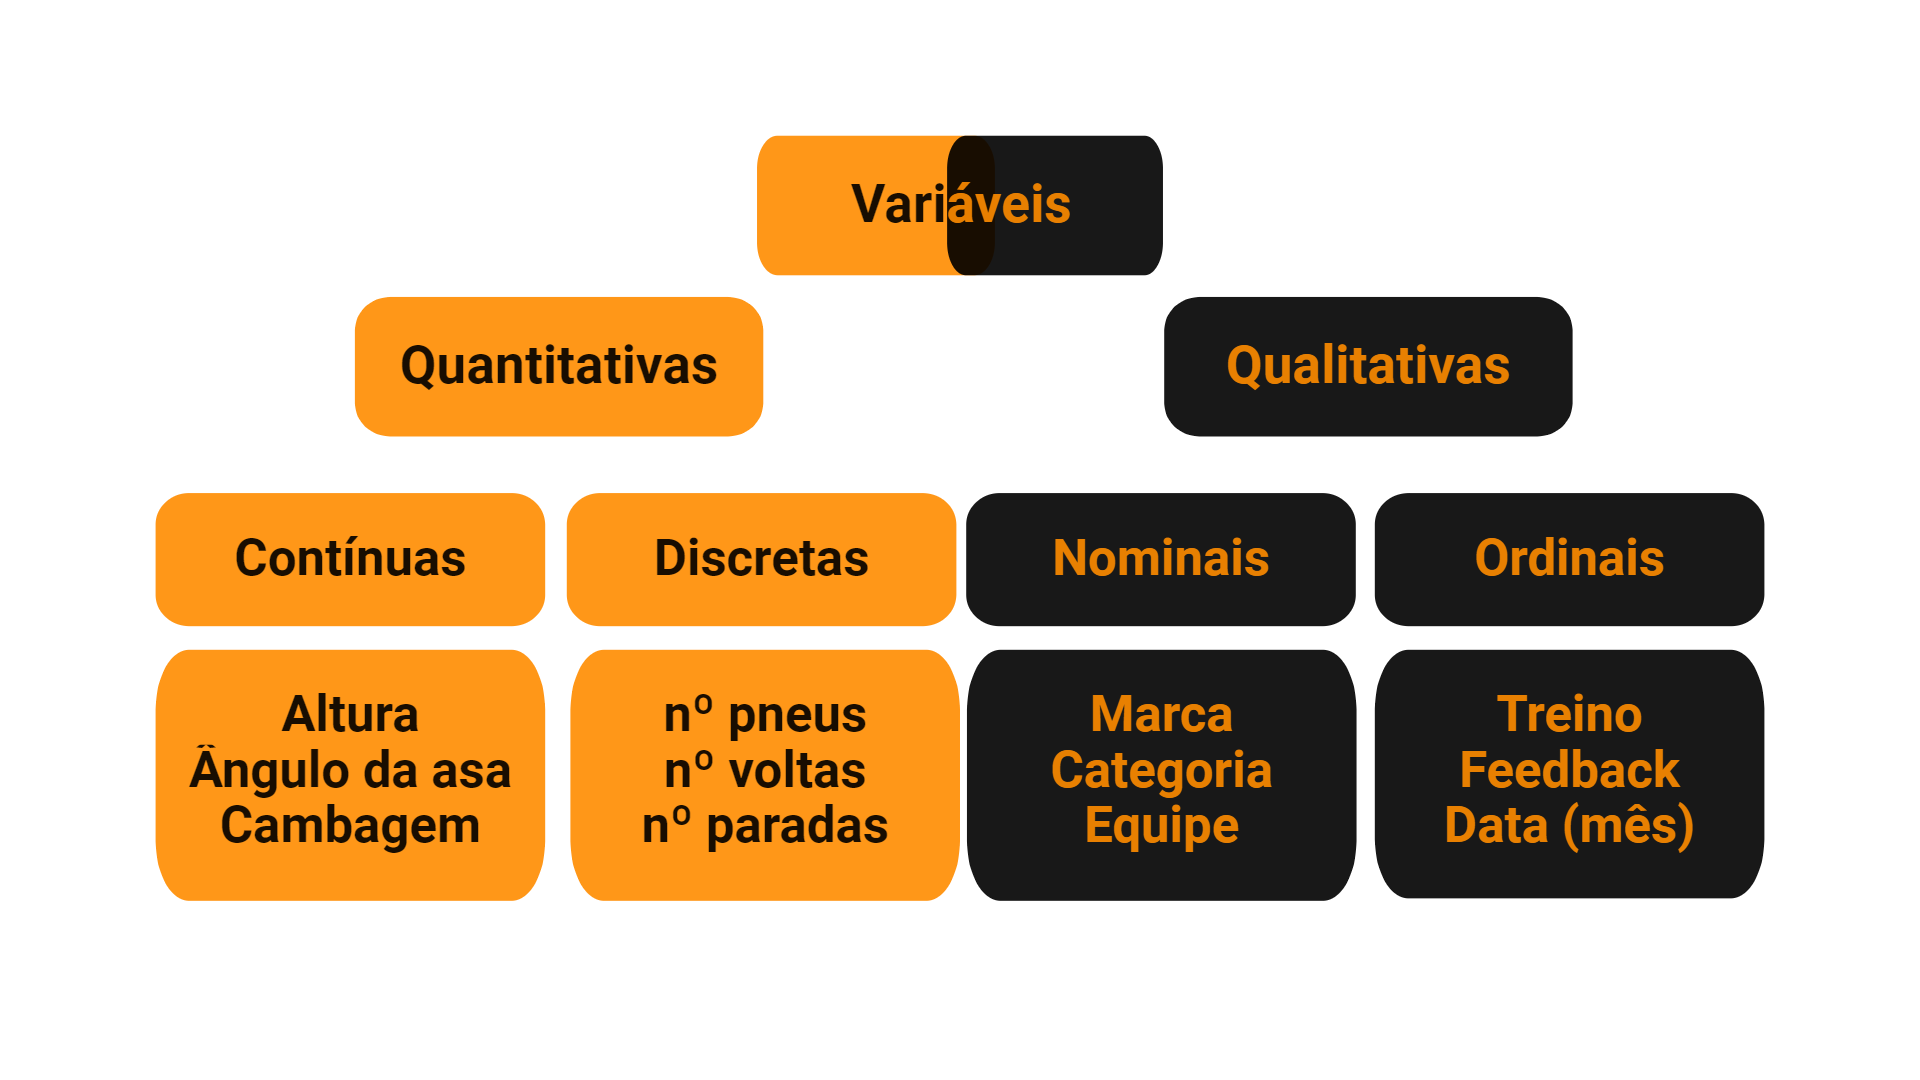 Variáveis
Quantitativas
Qualitativas
Contínuas
Discretas
Nominais
Ordinais
Altura
Ângulo da asa
Cambagem
nº pneus
nº voltas
nº paradas
Marca
Categoria
Equipe
Treino
Feedback
Data (mês)